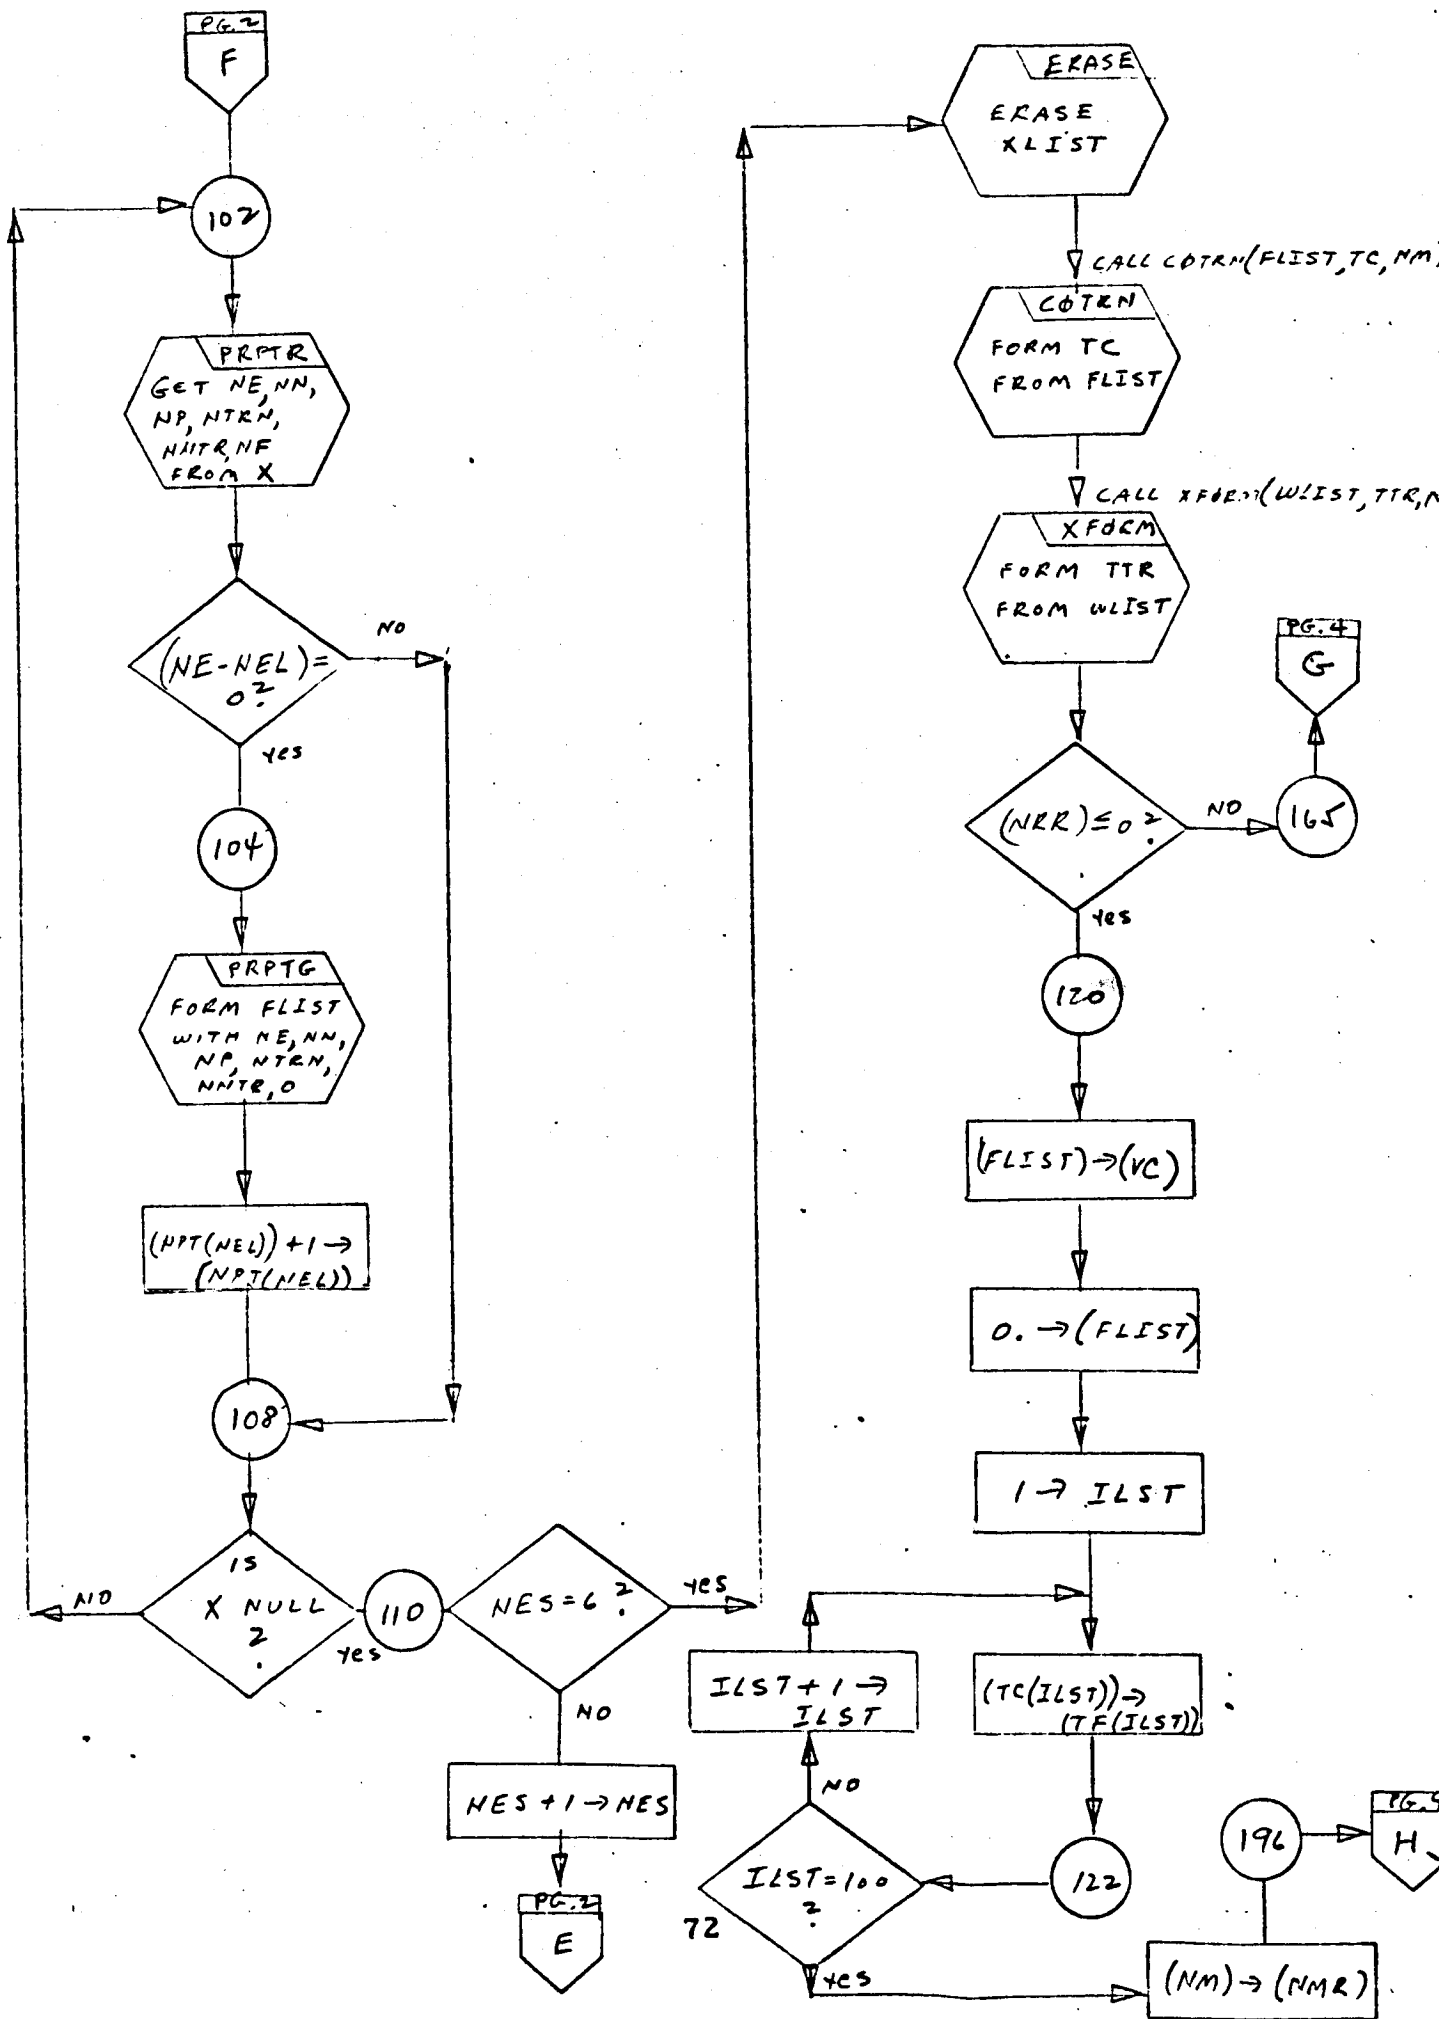 PG.2
F
102
PRPTR
GET NE, NN,
NP, NTRN,
NNTR, NF
FROM X
(NE-NEL)=
0?
NO
yes
104
PRPTG
FORM FLIST
WITH NE, NN,
NP, NTRN,
NNTR, 0
(NPT(NEL))+1→
(NPT(NEL))
108
IS
X NULL
?
NO
yes
110
NES=6?
yes
NO
NES+1→NES
PG.2
E
ERASE
ERASE
XLIST
CALL CØTRN(FLIST,TC,NM)
CØTRN
FORM TC
FROM FLIST
CALL XFØRM(WLIST,TTR,N
XFØRM
FORM TTR
FROM WLIST
(NRR)≤0?
NO
165
PG.4
G
yes
120
(FLIST)→(VC)
0.→(FLIST)
1→ILST
ILST+1→
ILST
(TC(ILST))→
(TF(ILST))
NO
122
ILST=100
?
yes
72
(NM)→(NMR)
196
H